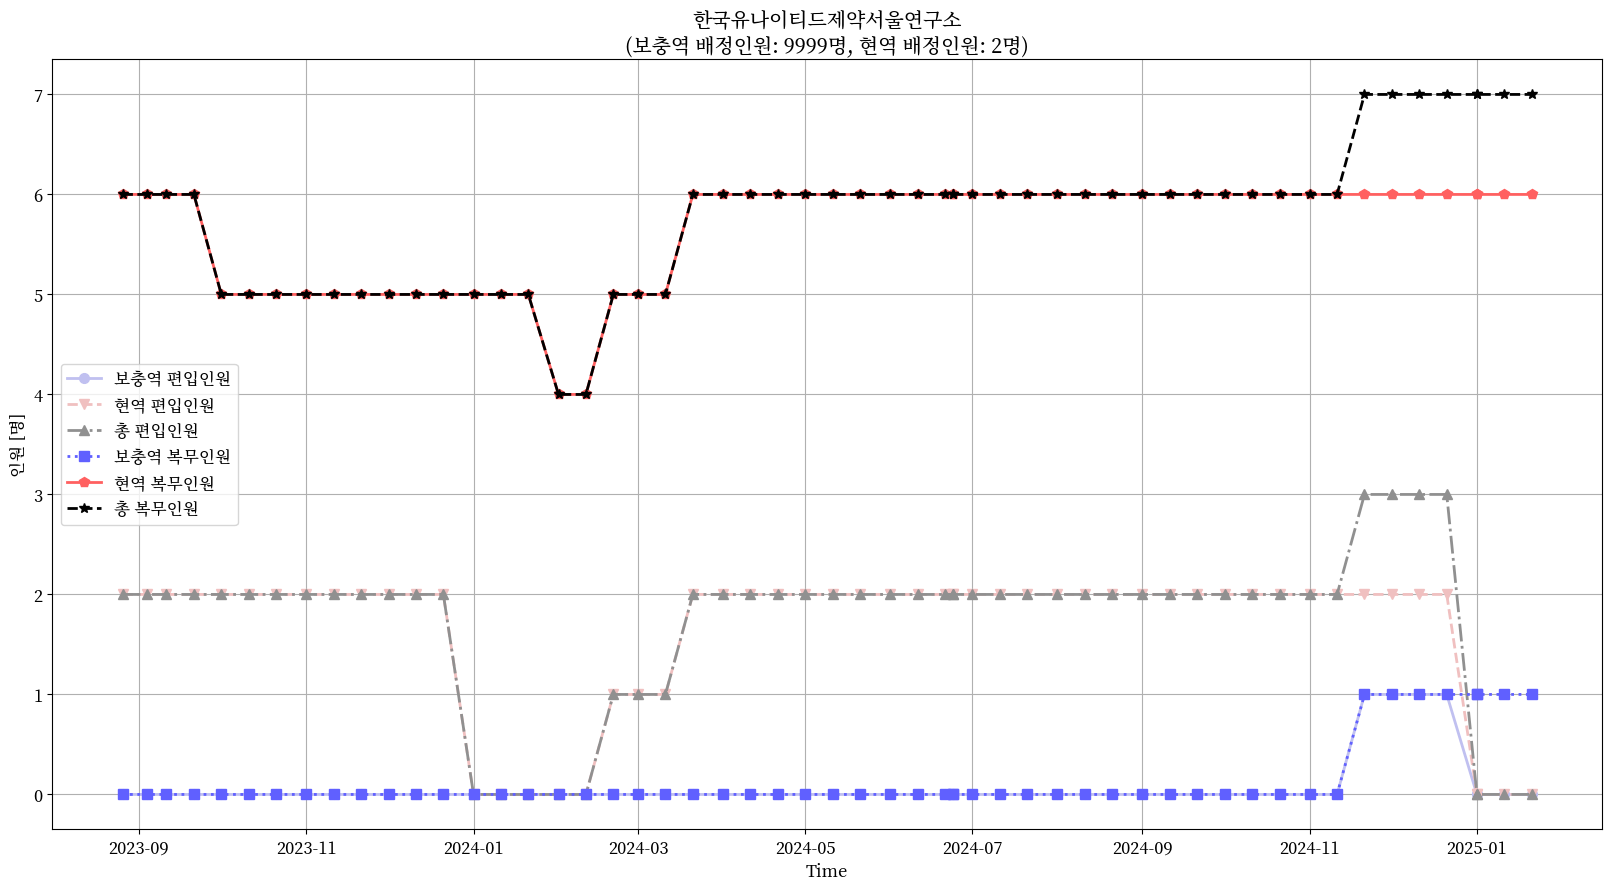 한국유나이티드제약서울연구소
(보충역 배정인원: 9999명, 현역 배정인원: 2명)
7
6
5
4
3
2
1
0
인원 [명]
보충역 편입인원
현역 편입인원
총 편입인원
보충역 복무인원
현역 복무인원
총 복무인원
2023-09
2023-11
2024-01
2024-03
2024-05
2024-07
2024-09
2024-11
2025-01
Time